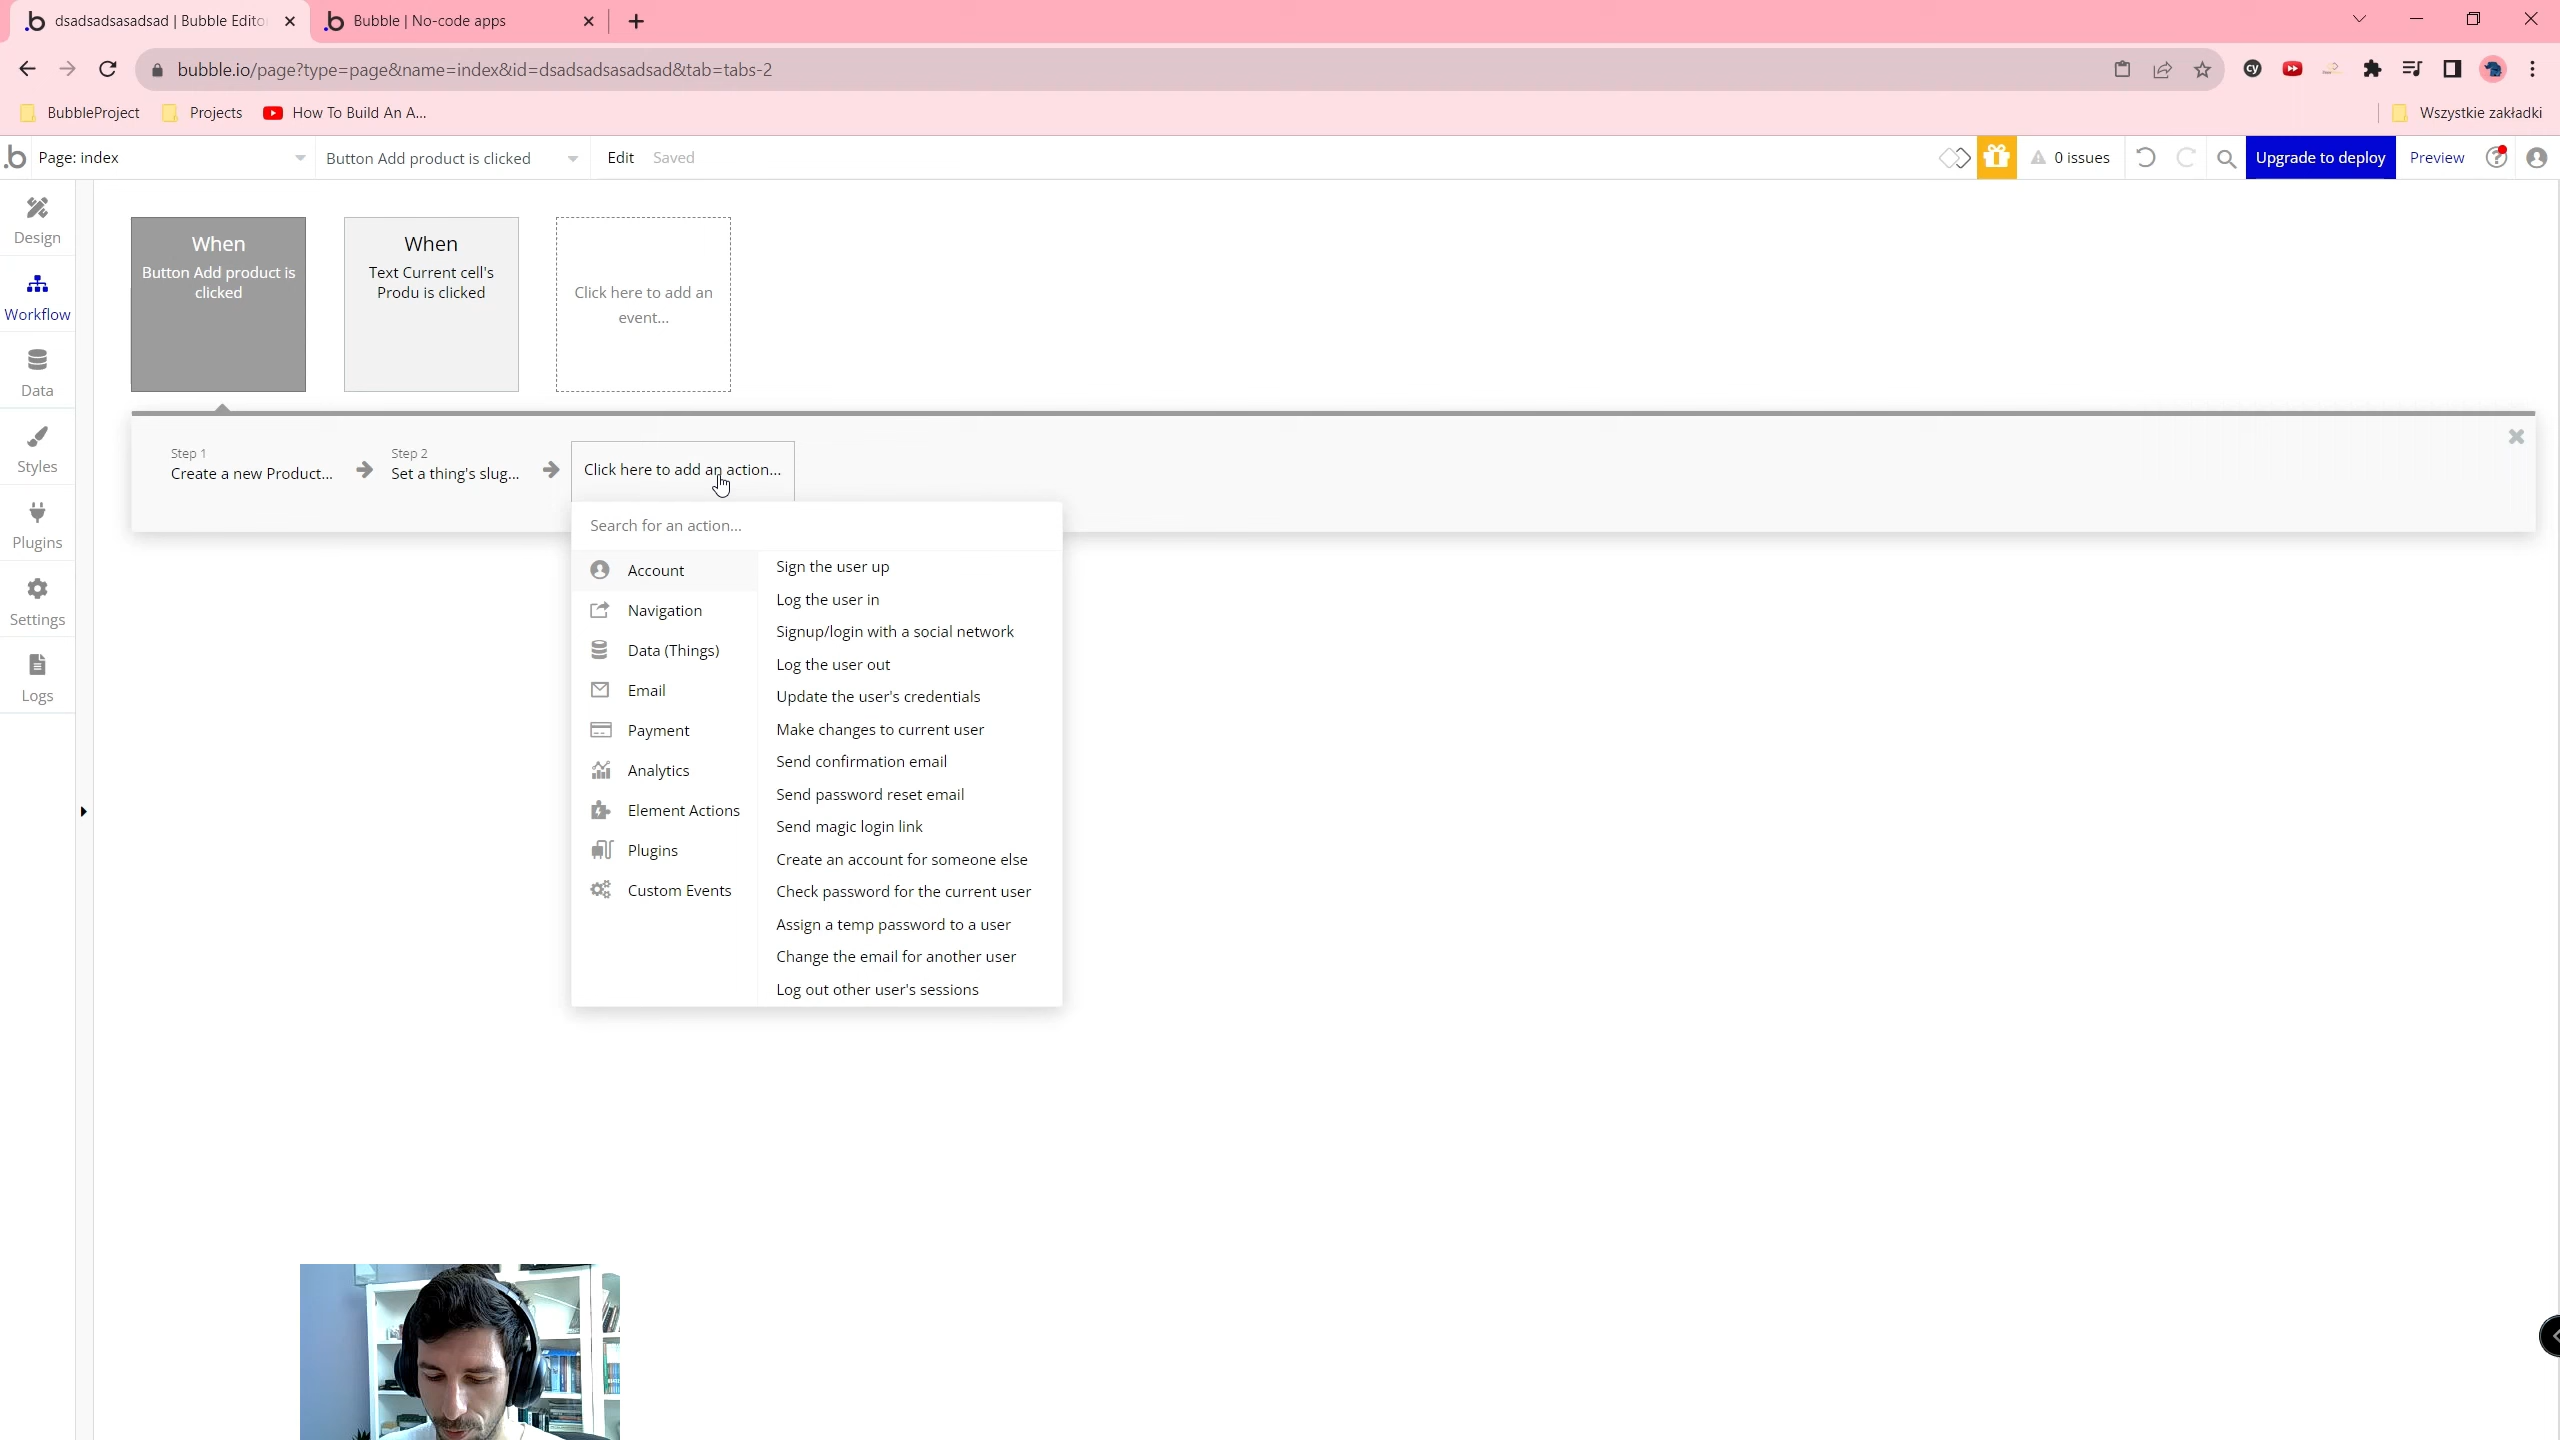 dsadsadsasadsad | Bubble Edito
Bubble | No-code apps
bubble.io/page?type=page&name=index&id=dsadsadsasadsad&tab=tabs-2
BubbleProject
Projects
How To Build An A...
Wszystkie zakładki
Page: index
Button Add product is clicked
Edit
Saved
0 issues
Upgrade to deploy
Preview
Design
Workflow
Data
Styles
Plugins
Settings
Logs
When
Button Add product is
clicked
When
Text Current cell's
Produ is clicked
Click here to add an
event...
Step 1
Create a new Product...
Step 2
Set a thing's slug...
Click here to add an action...
Search for an action...
Account
Navigation
Data (Things)
Email
Payment
Analytics
Element Actions
Plugins
Custom Events
Sign the user up
Log the user in
Signup/login with a social network
Log the user out
Update the user's credentials
Make changes to current user
Send confirmation email
Send password reset email
Send magic login link
Create an account for someone else
Check password for the current user
Assign a temp password to a user
Change the email for another user
Log out other user's sessions